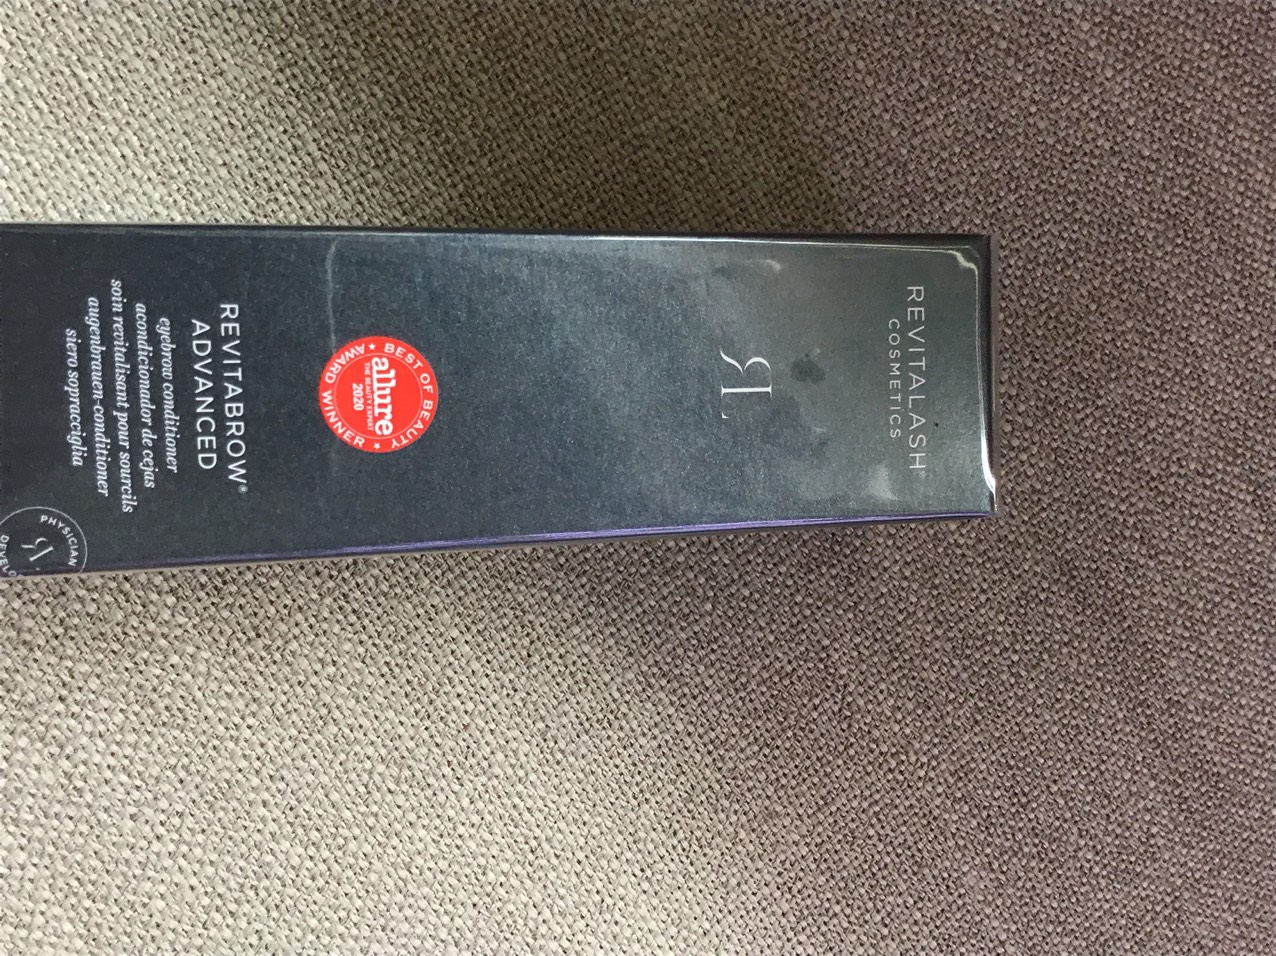 REVITALASH
COSMETICS
RL
BEST OF BEAUTY
allure
THE BEAUTY EXPERT
2020
AWARD WINNER
REVITABROW®
ADVANCED
eyebrow conditioner
acondicionador de cejas
soin revitalisant pour sourcils
augenbrauen-conditioner
siero sopracciglia
PHYSICIAN